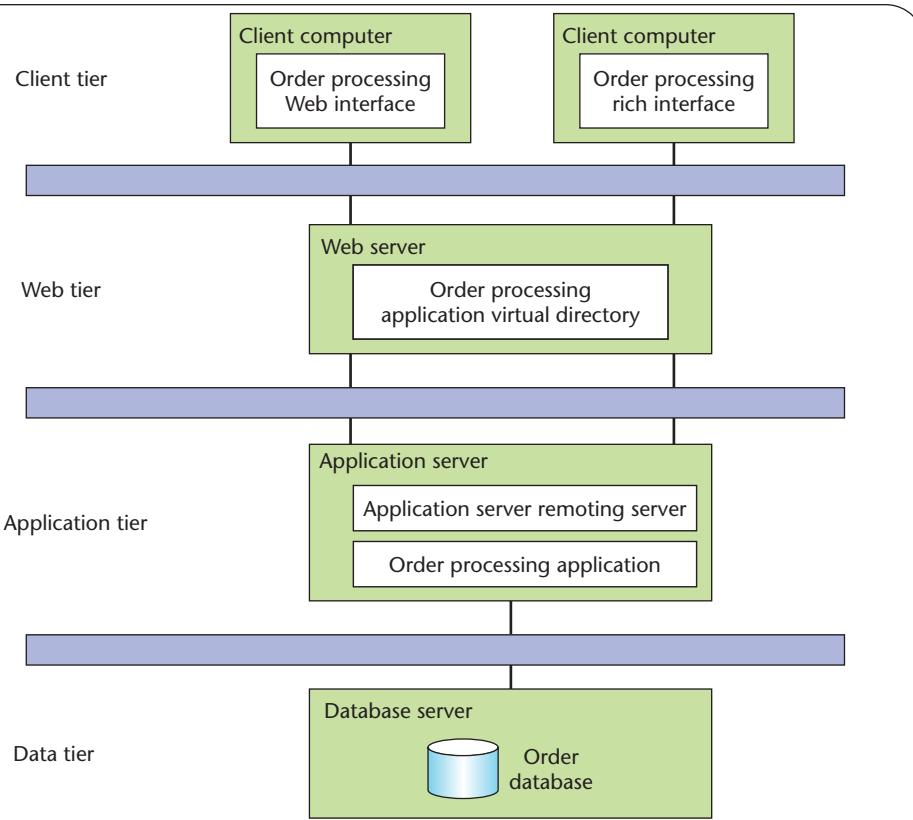 Client tier
Client computer
Order processing
Web interface
Client computer
Order processing
rich interface
Web tier
Web server
Order processing
application virtual directory
Application tier
Application server
Application server remoting server
Order processing application
Data tier
Database server
Order
database